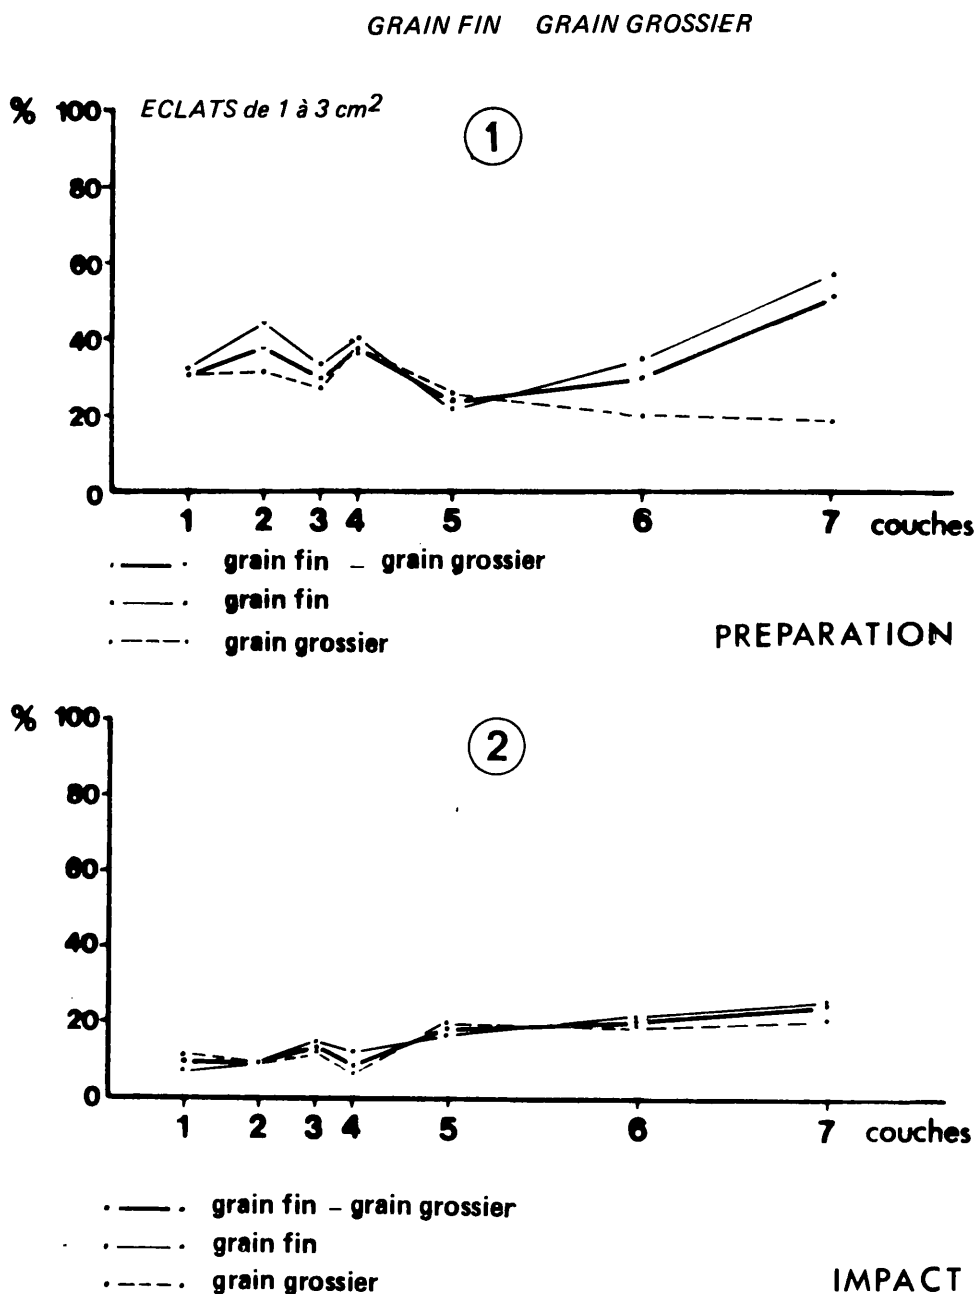 GRAIN FIN GRAIN GROSSIER
% 100 ECLATS de 1 à 3 cm2
1
80
60
40
20
0
1 2 3 4 5 6 7 couches
grain fin – grain grossier
grain fin
grain grossier
PREPARATION
% 100
2
80
60
40
20
0
1 2 3 4 5 6 7 couches
grain fin – grain grossier
grain fin
grain grossier
IMPACT